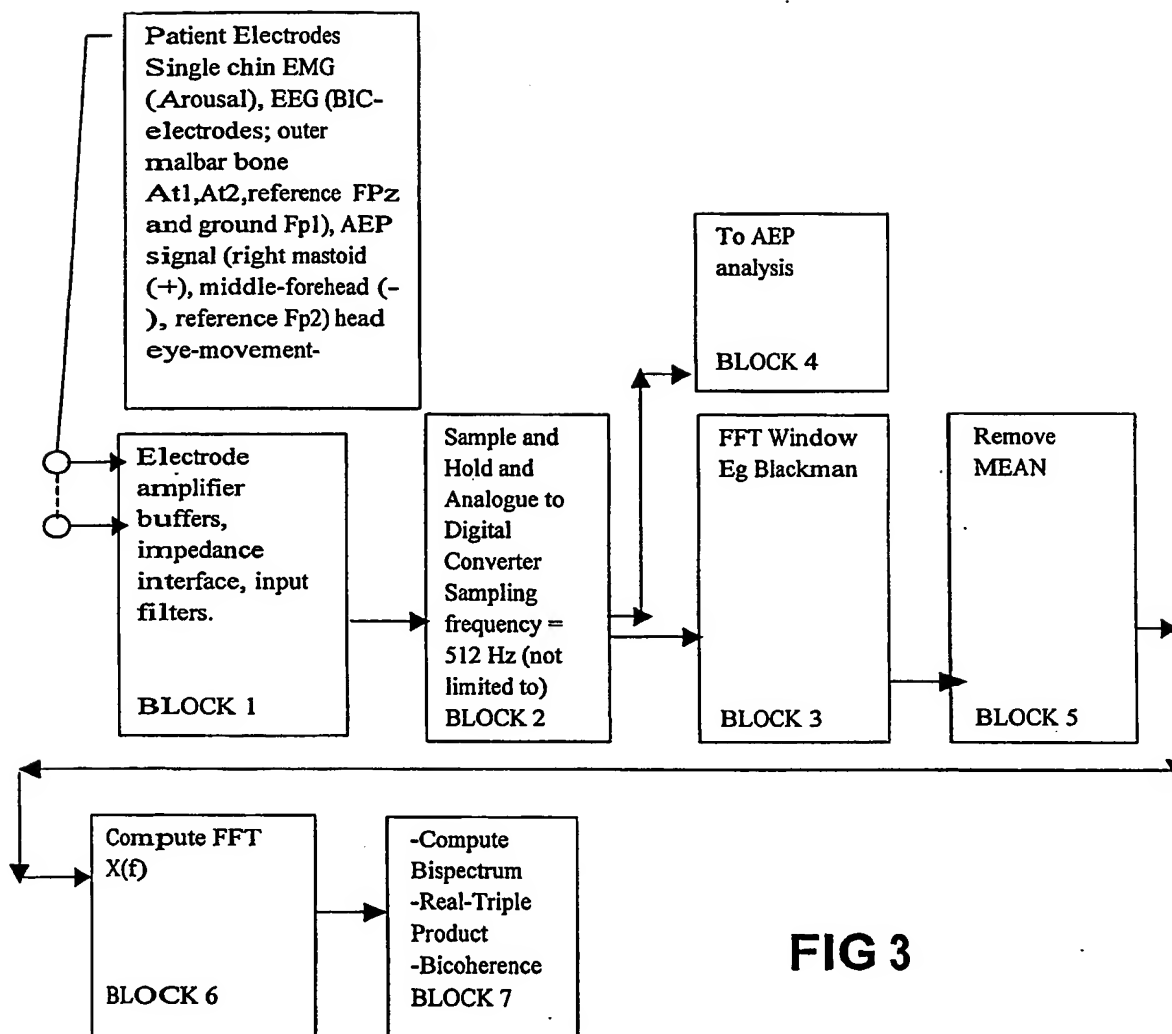 Patient Electrodes
Single chin EMG
(Arousal), EEG (BIC-
electrodes; outer
malbar bone
At1,At2,reference FPz
and ground Fp1), AEP
signal (right mastoid
(+), middle-forehead (-
), reference Fp2) head
eye-movement-
To AEP
analysis
BLOCK 4
Electrode
amplifier
buffers,
impedance
interface, input
filters.
BLOCK 1
Sample and
Hold and
Analogue to
Digital
Converter
Sampling
frequency =
512 Hz (not
limited to)
BLOCK 2
FFT Window
Eg Blackman
BLOCK 3
Remove
MEAN
BLOCK 5
Compute FFT
X(f)
BLOCK 6
-Compute
Bispectrum
-Real-Triple
Product
-Bicoherence
BLOCK 7
FIG 3